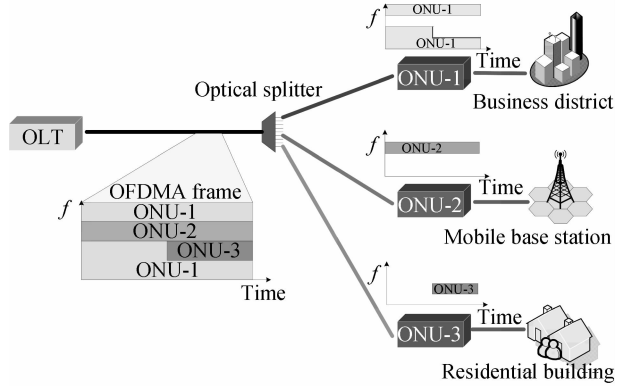 f
ONU-1
ONU-1
Time
ONU-1
Business district
Optical splitter
OLT
OFDMA frame
f
ONU-1
ONU-2
ONU-3
ONU-1
Time
f
ONU-2
Time
ONU-2
Mobile base station
f
ONU-3
Time
ONU-3
Residential building